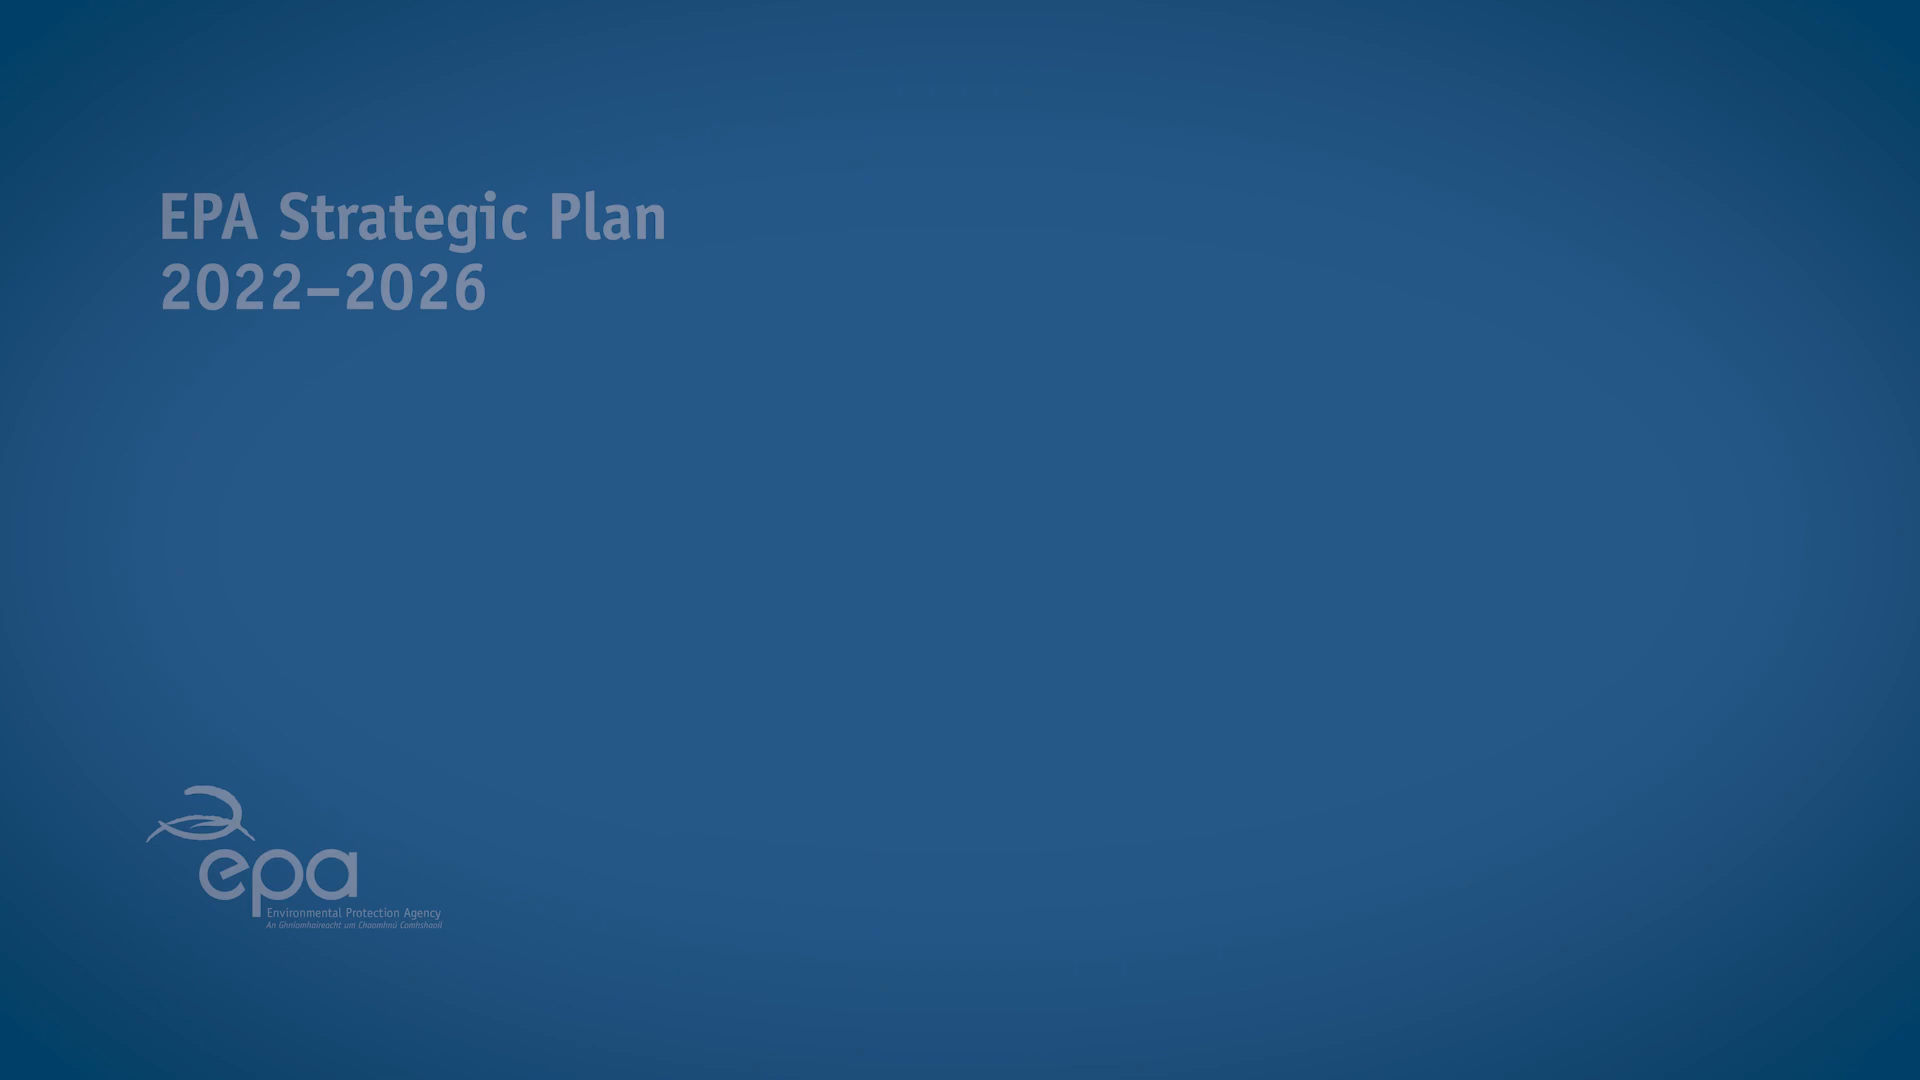 EPA Strategic Plan
2022–2026
epa
Environmental Protection Agency
An Ghníomhaireacht um Chaomhnú Comhshaoil